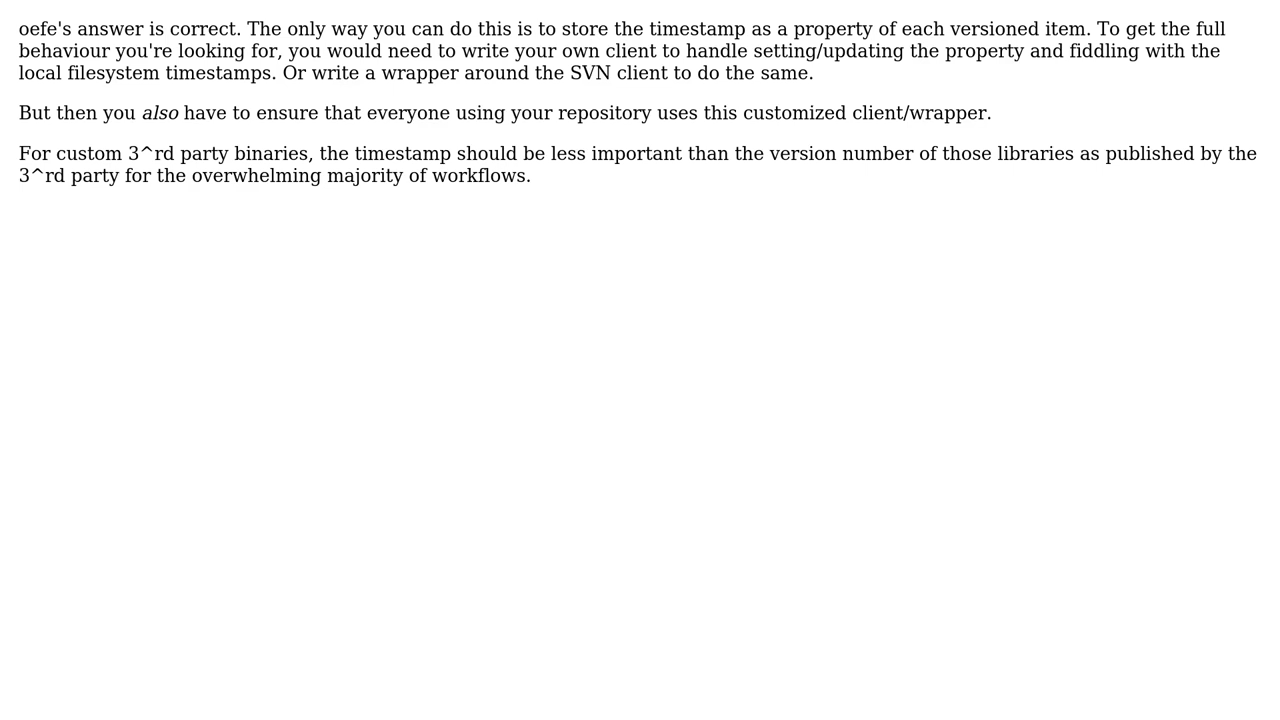 oefe's answer is correct. The only way you can do this is to store the timestamp as a property of each versioned item. To get the full
behaviour you're looking for, you would need to write your own client to handle setting/updating the property and fiddling with the
local filesystem timestamps. Or write a wrapper around the SVN client to do the same.
But then you also have to ensure that everyone using your repository uses this customized client/wrapper.
For custom 3^rd party binaries, the timestamp should be less important than the version number of those libraries as published by the
3^rd party for the overwhelming majority of workflows.